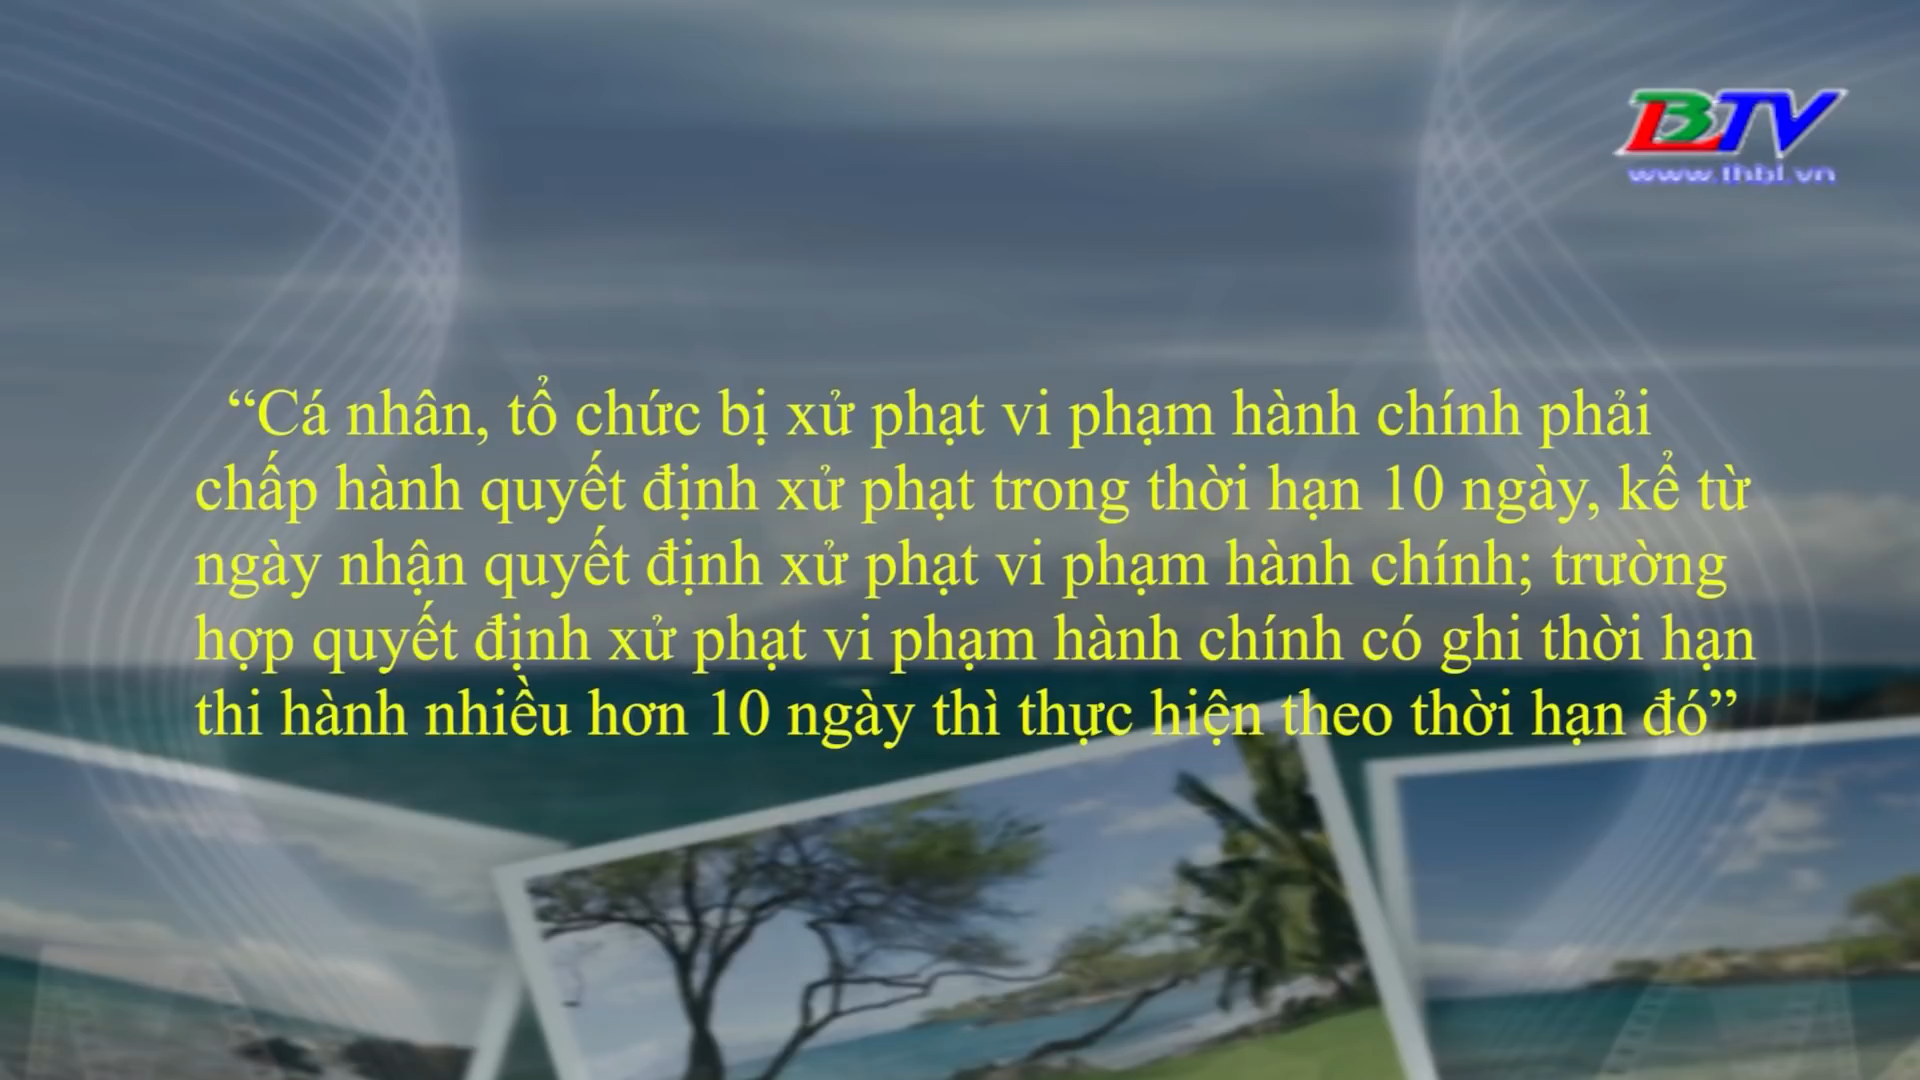 BTV
www.thbt.vn
“Cá nhân, tổ chức bị xử phạt vi phạm hành chính phải
chấp hành quyết định xử phạt trong thời hạn 10 ngày, kể từ
ngày nhận quyết định xử phạt vi phạm hành chính; trường
hợp quyết định xử phạt vi phạm hành chính có ghi thời hạn
thi hành nhiều hơn 10 ngày thì thực hiện theo thời hạn đó”